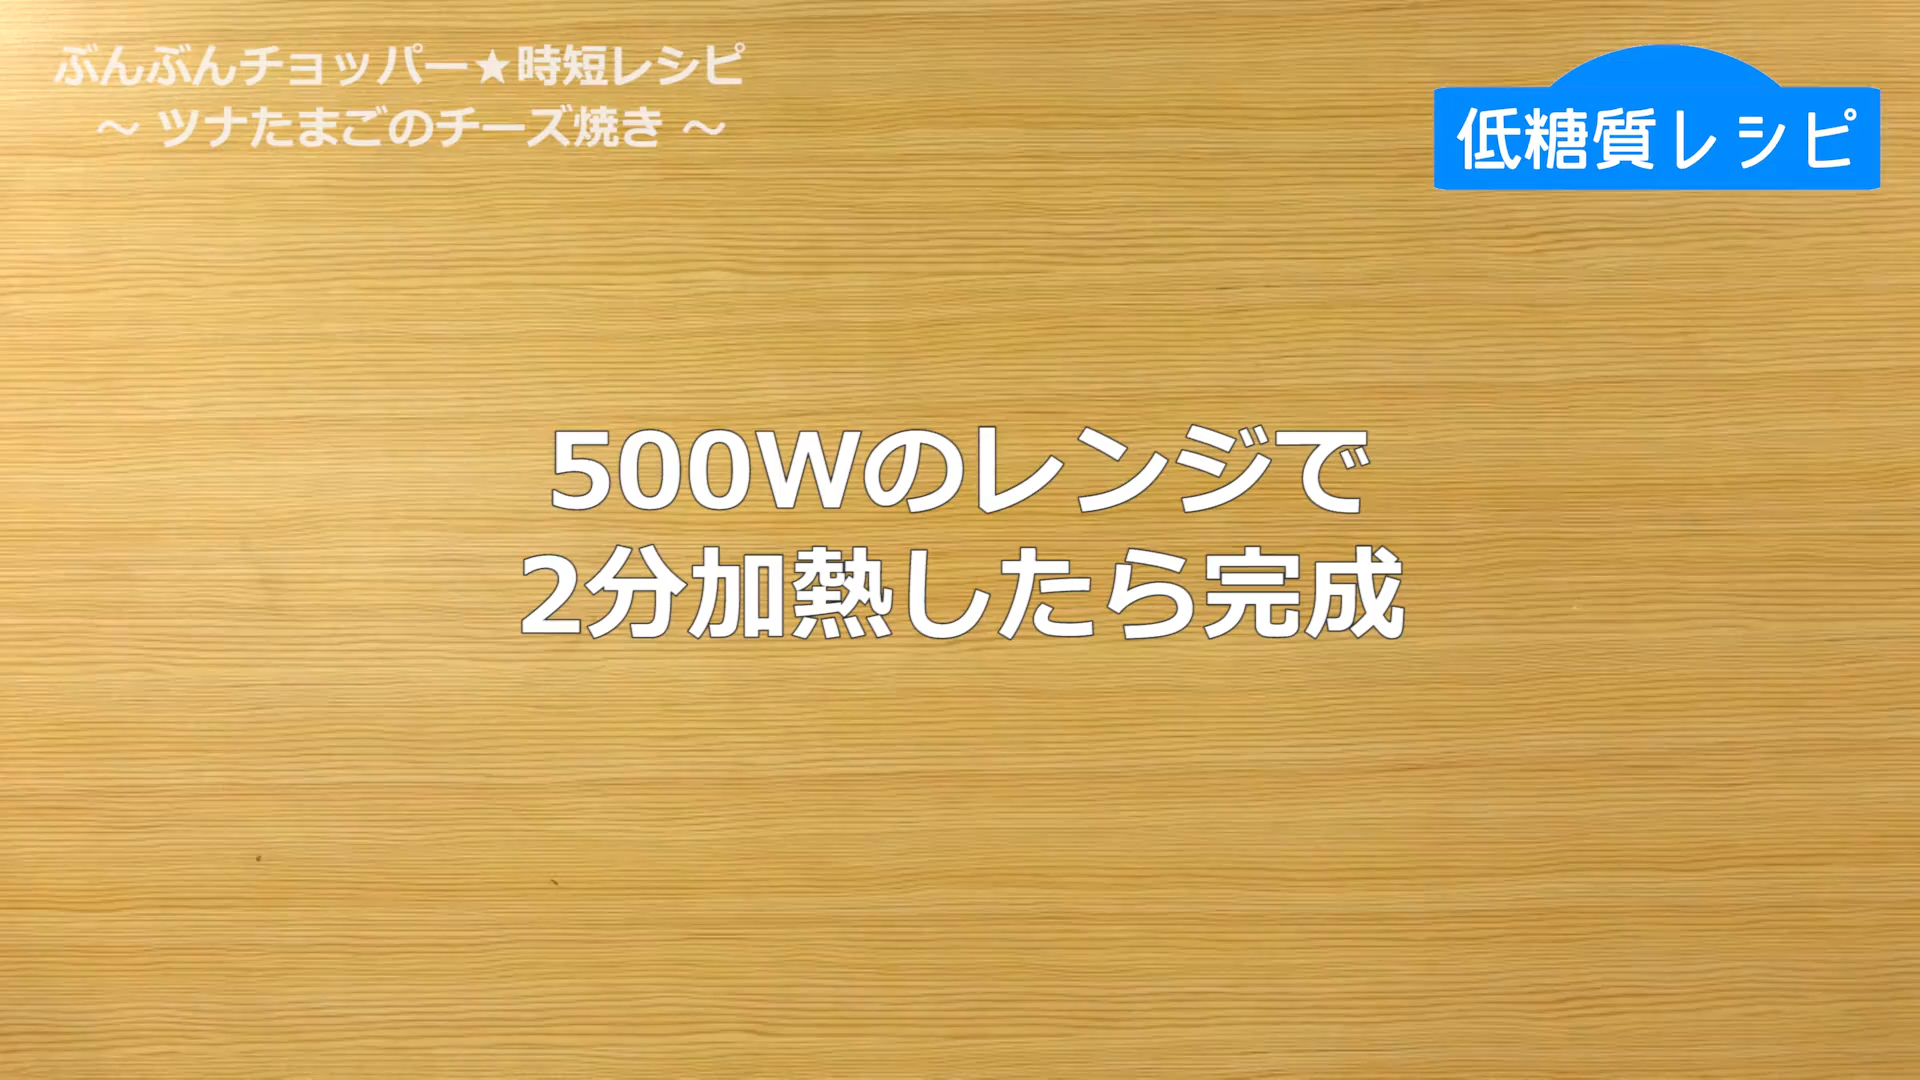 ぶんぶんチョッパー★時短レシピ
～ ツナたまごのチーズ焼き ～
低糖質レシピ
500Wのレンジで
2分加熱したら完成